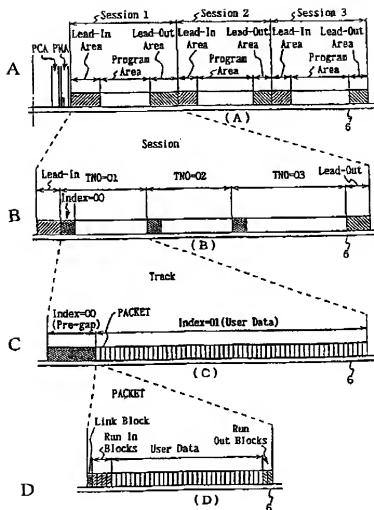 Session 1 Session 2 Session 3
Lead-In Area Lead-Out Area Lead-In Area Lead-Out Area Lead-In Area Lead-Out Area
PCA PMA Program Area Program Area Program Area
A
(A)
6
Session
Lead-In TNO=01 TNO=02 TNO=03 Lead-Out
Index=00
B
(B)
6
Track
Index=00 (Pre-gap) PACKET Index=01(User Data)
C
(C)
6
PACKET
Link Block
Run In Blocks User Data Run Out Blocks
D
(D)
6